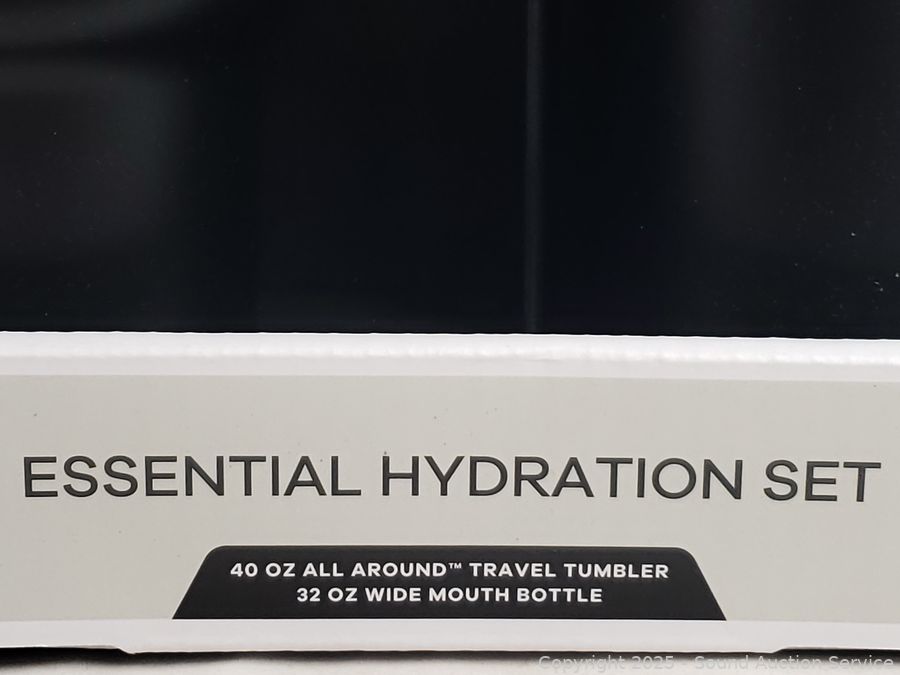 ESSENTIAL HYDRATION SET
40 OZ ALL AROUND™ TRAVEL TUMBLER
32 OZ WIDE MOUTH BOTTLE
Copyright 2025 - Sound Auction Service